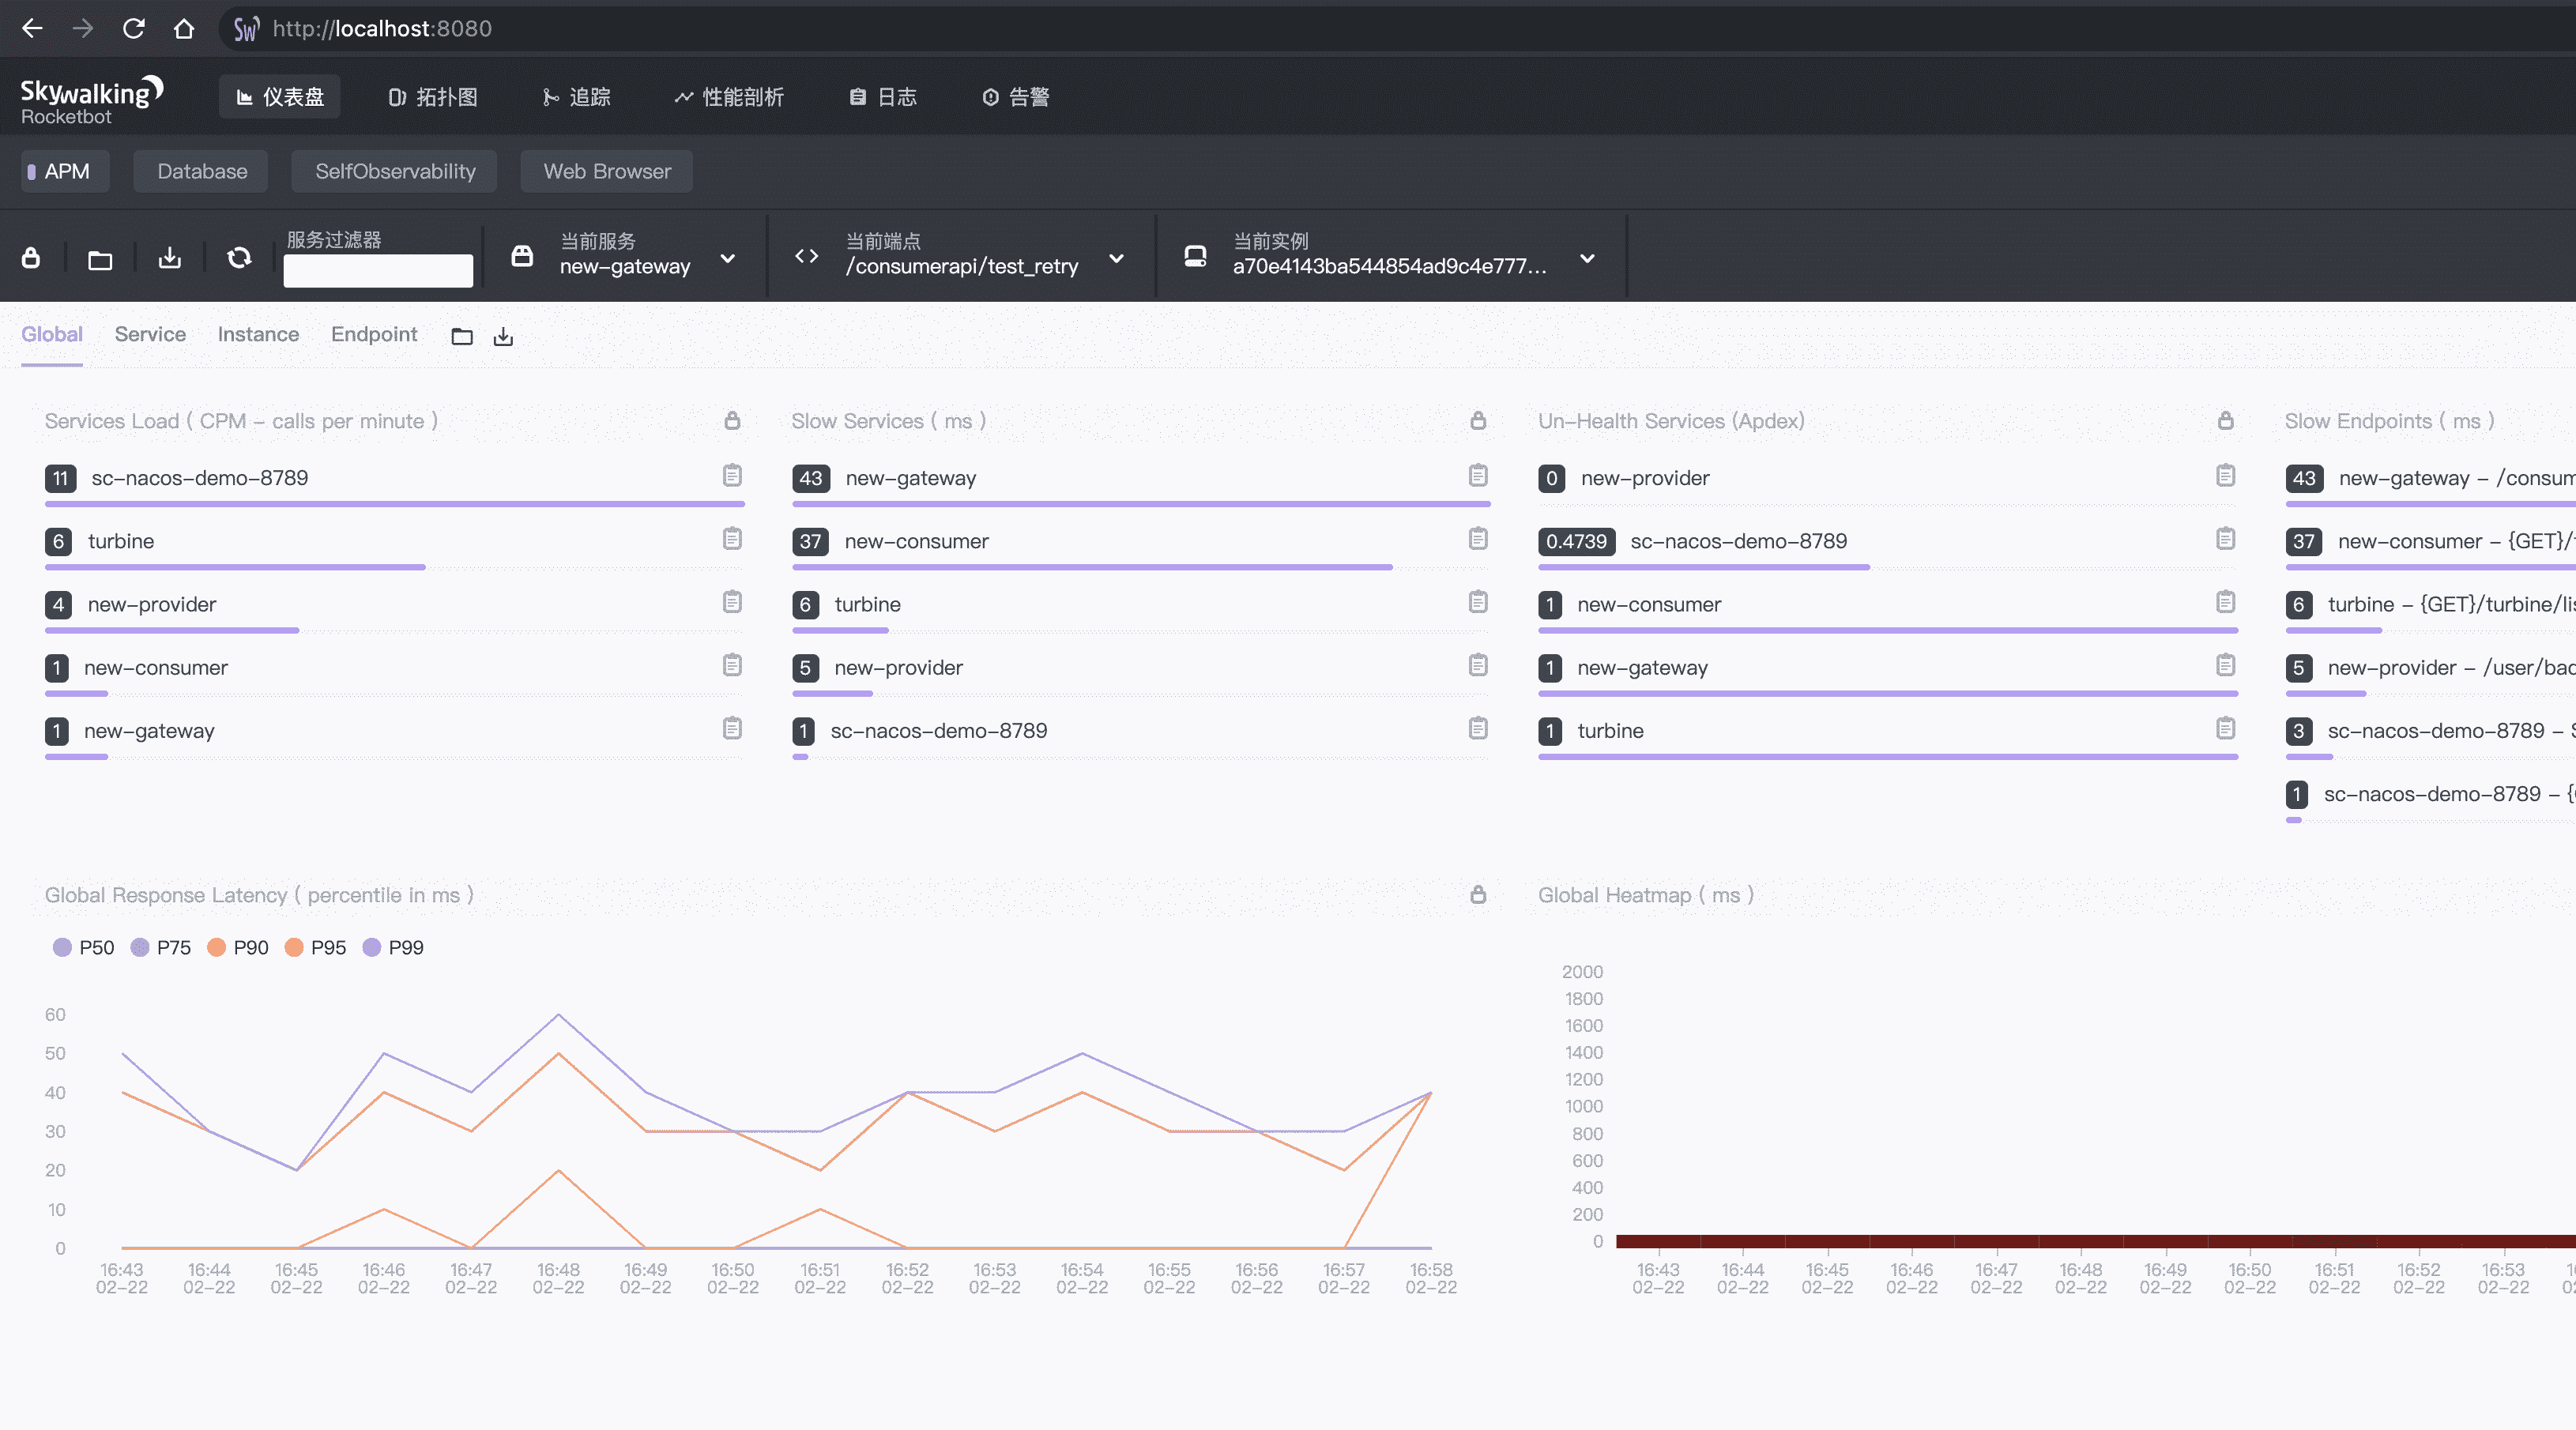 http://localhost:8080
Skywalking
Rocketbot
仪表盘 拓扑图 追踪 性能剖析 日志 告警
APM Database SelfObservability Web Browser
服务过滤器
当前服务
new-gateway
当前端点
/consumerapi/test_retry
当前实例
a70e4143ba544854ad9c4e777...
Global Service Instance Endpoint
Services Load ( CPM - calls per minute )
11 sc-nacos-demo-8789
6 turbine
4 new-provider
1 new-consumer
1 new-gateway
Slow Services ( ms )
43 new-gateway
37 new-consumer
6 turbine
5 new-provider
1 sc-nacos-demo-8789
Un-Health Services (Apdex)
0 new-provider
0.4739 sc-nacos-demo-8789
1 new-consumer
1 new-gateway
1 turbine
Slow Endpoints ( ms )
43 new-gateway - /consum
37 new-consumer - {GET}/
6 turbine - {GET}/turbine/lis
5 new-provider - /user/bac
3 sc-nacos-demo-8789 -
1 sc-nacos-demo-8789 - {
Global Response Latency ( percentile in ms )
P50 P75 P90 P95 P99
60
50
40
30
20
10
0
16:43 16:44 16:45 16:46 16:47 16:48 16:49 16:50 16:51 16:52 16:53 16:54 16:55 16:56 16:57 16:58
02-22 02-22 02-22 02-22 02-22 02-22 02-22 02-22 02-22 02-22 02-22 02-22 02-22 02-22 02-22 02-22
Global Heatmap ( ms )
2000
1800
1600
1400
1200
1000
800
600
400
200
0
16:43 16:44 16:45 16:46 16:47 16:48 16:49 16:50 16:51 16:52 16:53
02-22 02-22 02-22 02-22 02-22 02-22 02-22 02-22 02-22 02-22 02-22